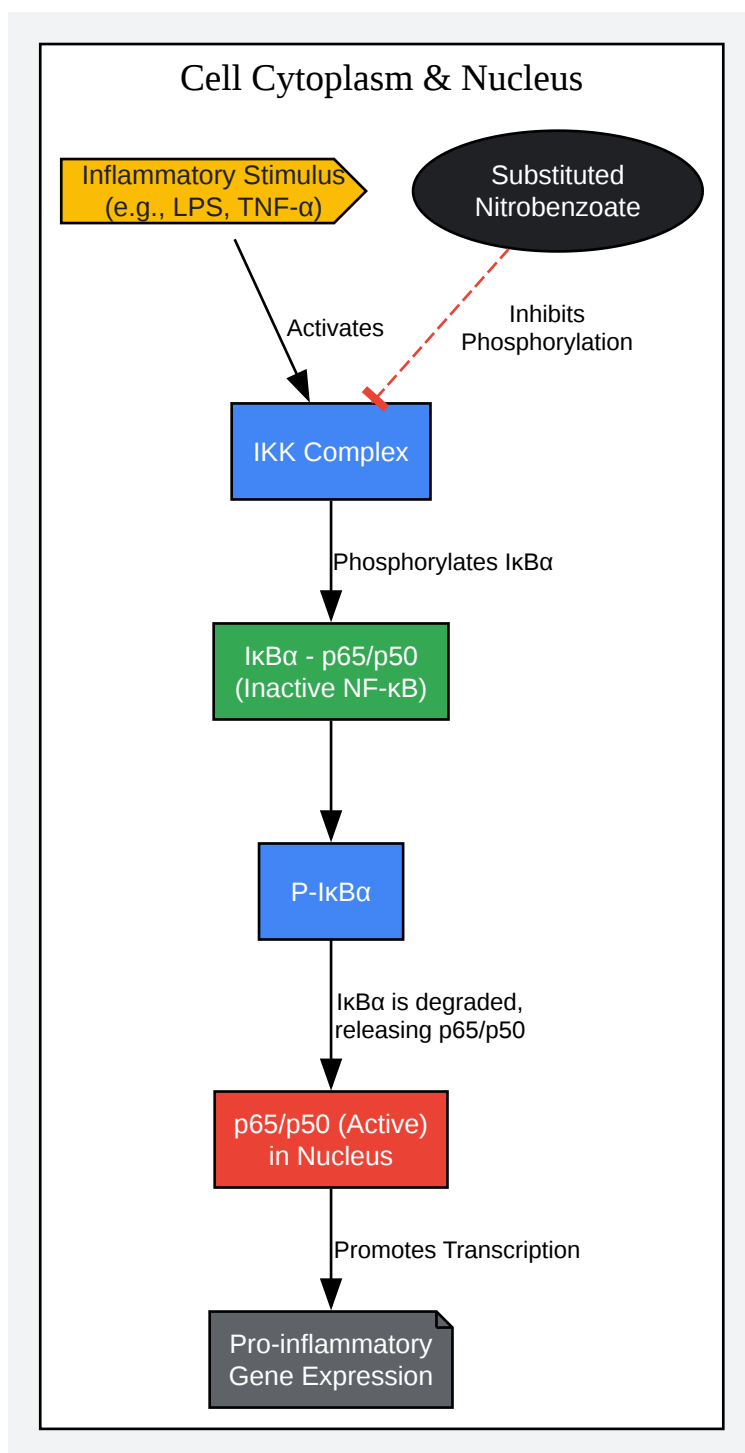 Cell Cytoplasm & Nucleus
Inflammatory Stimulus
(e.g., LPS, TNF-α)
Substituted
Nitrobenzoate
Activates
Inhibits
Phosphorylation
IKK Complex
Phosphorylates IκBα
IκBα - p65/p50
(Inactive NF-κB)
P-IκBα
IκBα is degraded,
releasing p65/p50
p65/p50 (Active)
in Nucleus
Promotes Transcription
Pro-inflammatory
Gene Expression